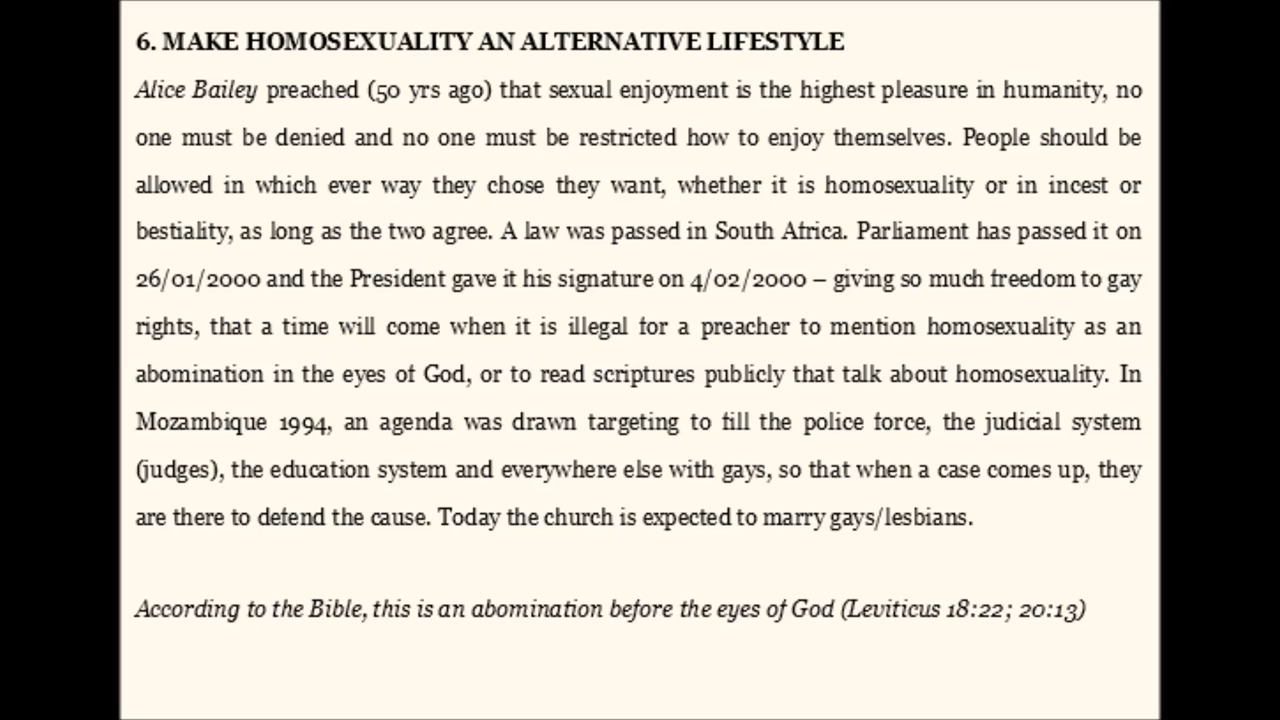 6. MAKE HOMOSEXUALITY AN ALTERNATIVE LIFESTYLE
Alice Bailey preached (50 yrs ago) that sexual enjoyment is the highest pleasure in humanity, no
one must be denied and no one must be restricted how to enjoy themselves. People should be
allowed in which ever way they chose they want, whether it is homosexuality or in incest or
bestiality, as long as the two agree. A law was passed in South Africa. Parliament has passed it on
26/01/2000 and the President gave it his signature on 4/02/2000 – giving so much freedom to gay
rights, that a time will come when it is illegal for a preacher to mention homosexuality as an
abomination in the eyes of God, or to read scriptures publicly that talk about homosexuality. In
Mozambique 1994, an agenda was drawn targeting to fill the police force, the judicial system
(judges), the education system and everywhere else with gays, so that when a case comes up, they
are there to defend the cause. Today the church is expected to marry gays/lesbians.
According to the Bible, this is an abomination before the eyes of God (Leviticus 18:22; 20:13)